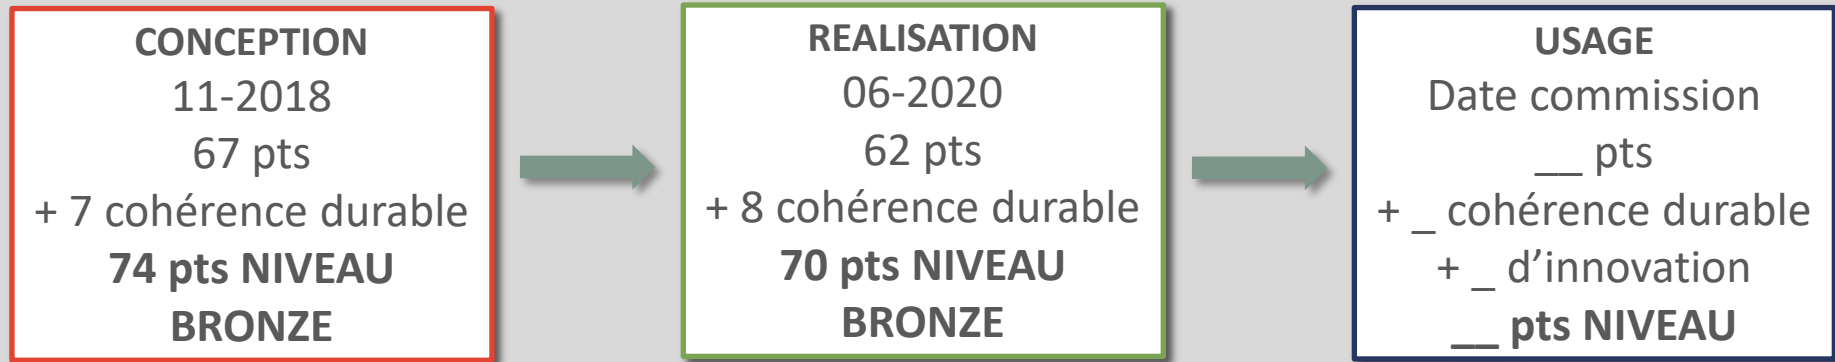 CONCEPTION
11-2018
67 pts
+ 7 cohérence durable
74 pts NIVEAU
BRONZE
REALISATION
06-2020
62 pts
+ 8 cohérence durable
70 pts NIVEAU
BRONZE
USAGE
Date commission
__ pts
+ _ cohérence durable
+ _ d’innovation
__ pts NIVEAU